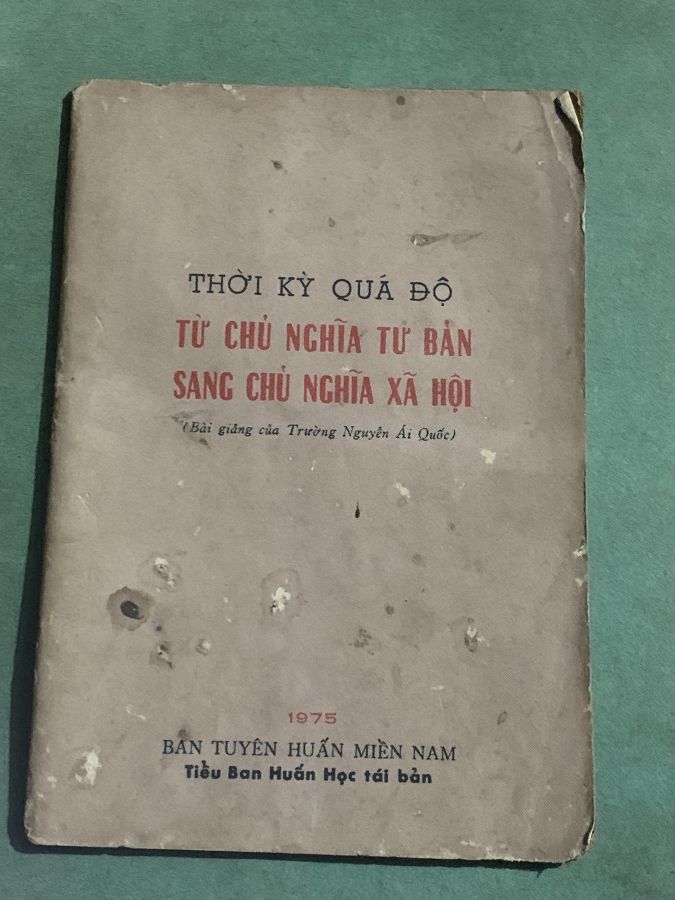 THỜI KỲ QUÁ ĐỘ
TỪ CHỦ NGHĨA TƯ BẢN
SANG CHỦ NGHĨA XÃ HỘI
(Bài giảng của Trường Nguyễn Ái Quốc)
1975
BAN TUYÊN HUẤN MIỀN NAM
Tiểu Ban Huấn Học tái bản